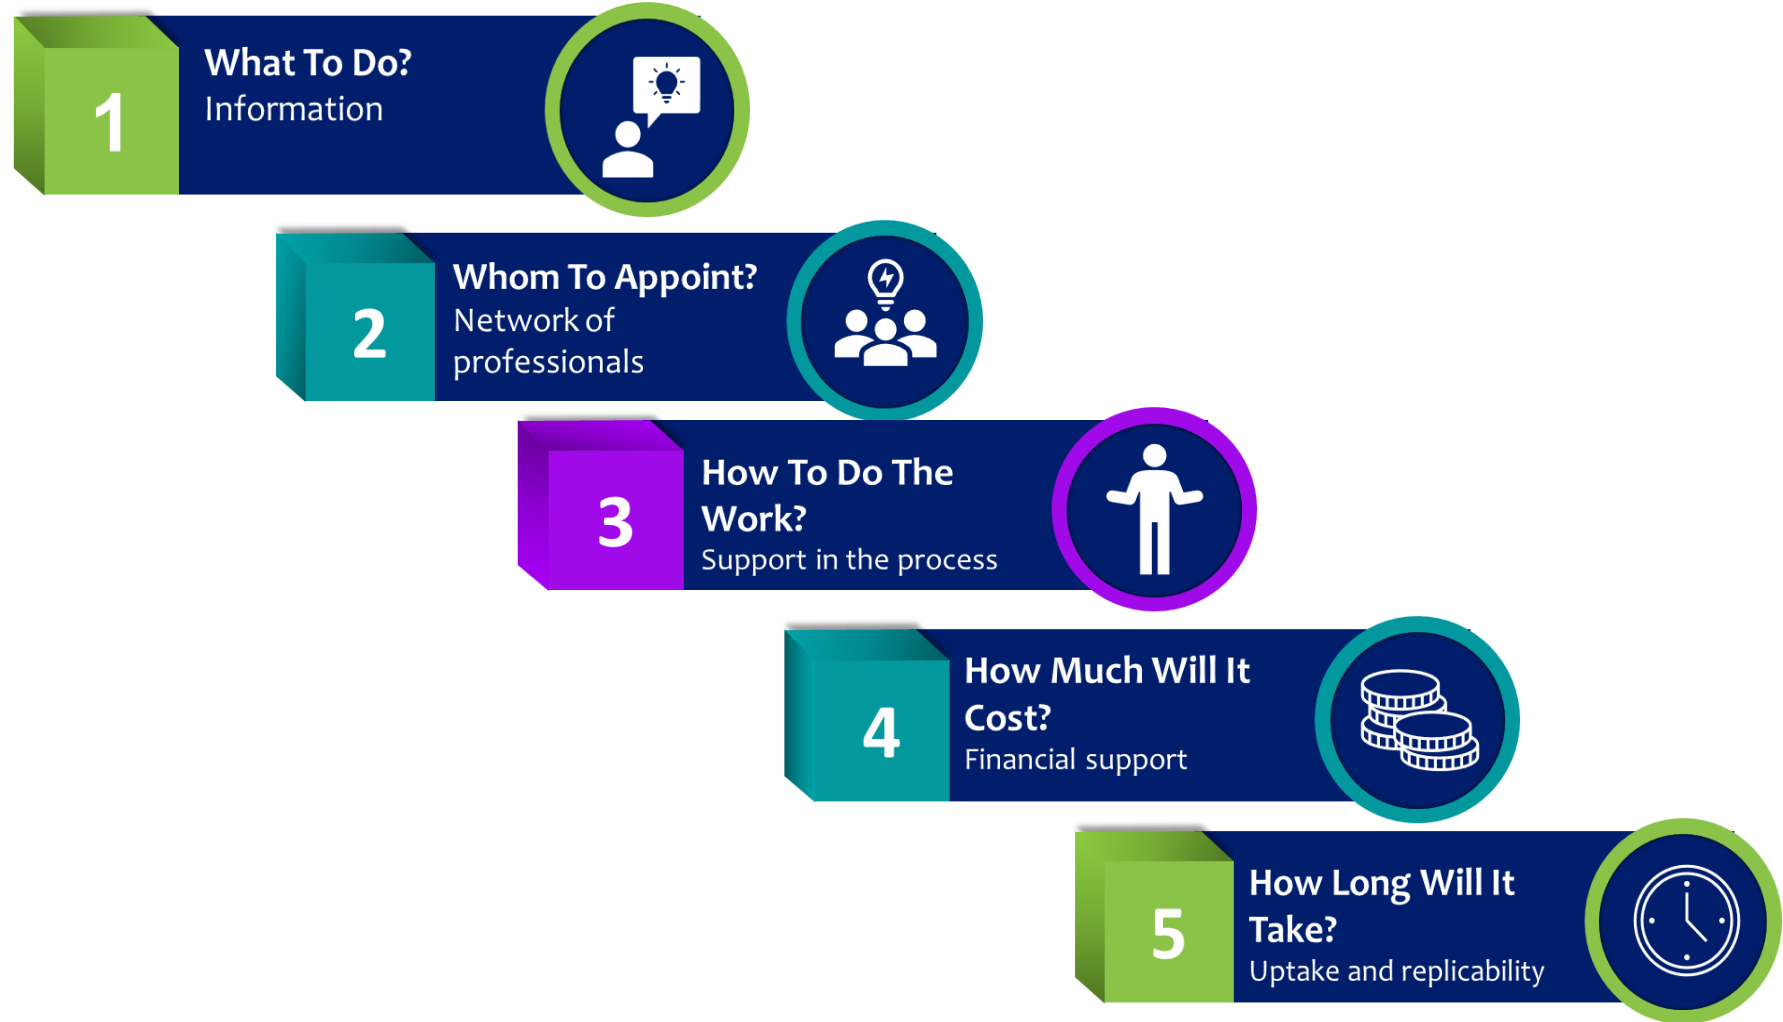 1
What To Do?
Information
2
Whom To Appoint?
Network of
professionals
3
How To Do The
Work?
Support in the process
4
How Much Will It
Cost?
Financial support
5
How Long Will It
Take?
Uptake and replicability